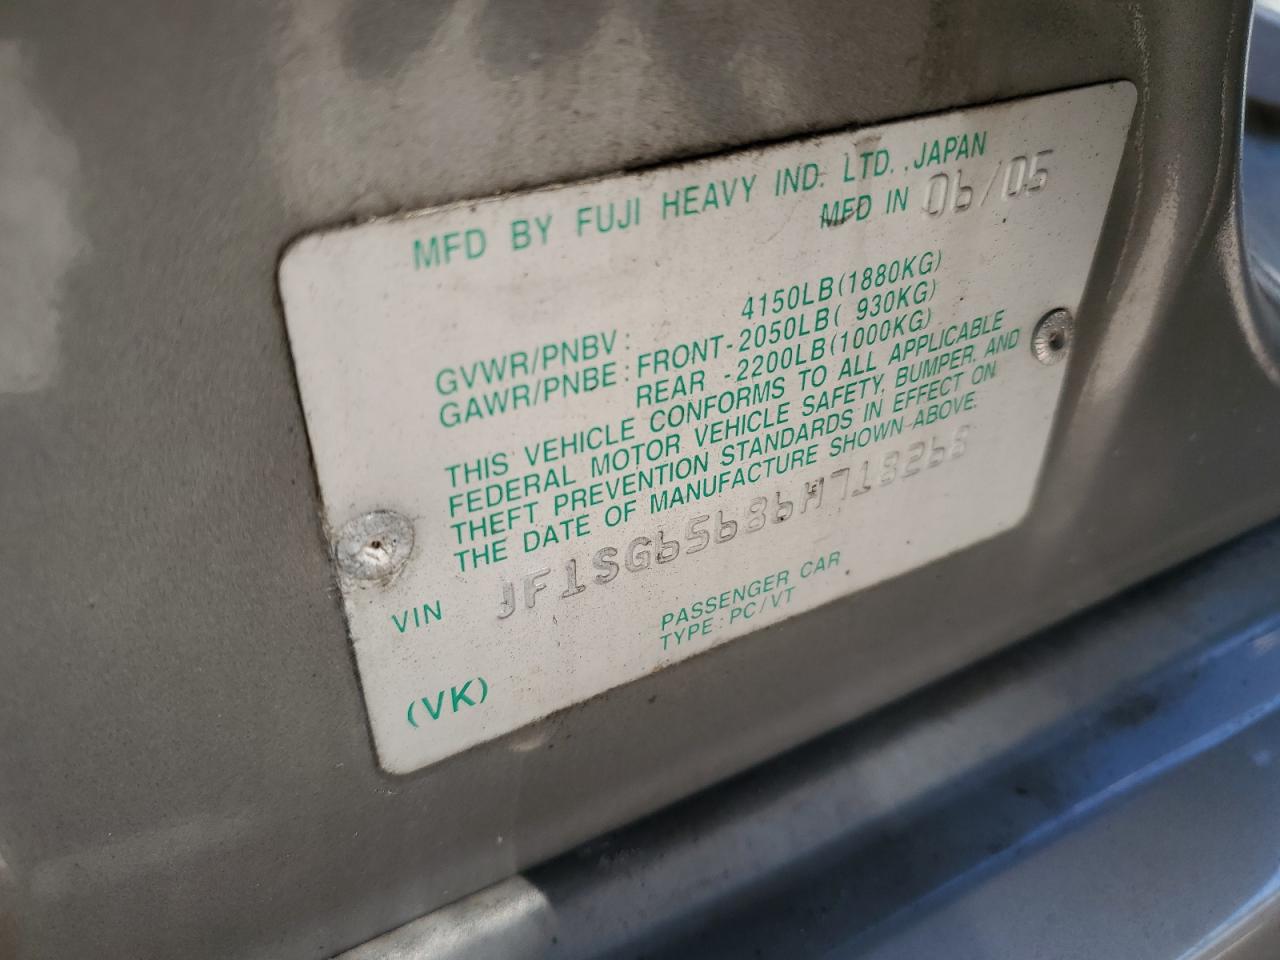 MFD BY FUJI HEAVY IND. LTD., JAPAN
MFD IN 06/05
GVWR/PNBV : 4150LB(1880KG)
GAWR/PNBE : FRONT-2050LB( 930KG)
REAR -2200LB(1000KG)
THIS VEHICLE CONFORMS TO ALL APPLICABLE
FEDERAL MOTOR VEHICLE SAFETY, BUMPER, AND
THEFT PREVENTION STANDARDS IN EFFECT ON
THE DATE OF MANUFACTURE SHOWN ABOVE.
VIN JF1SG65686H718268
PASSENGER CAR
TYPE : PC/VT
(VK)